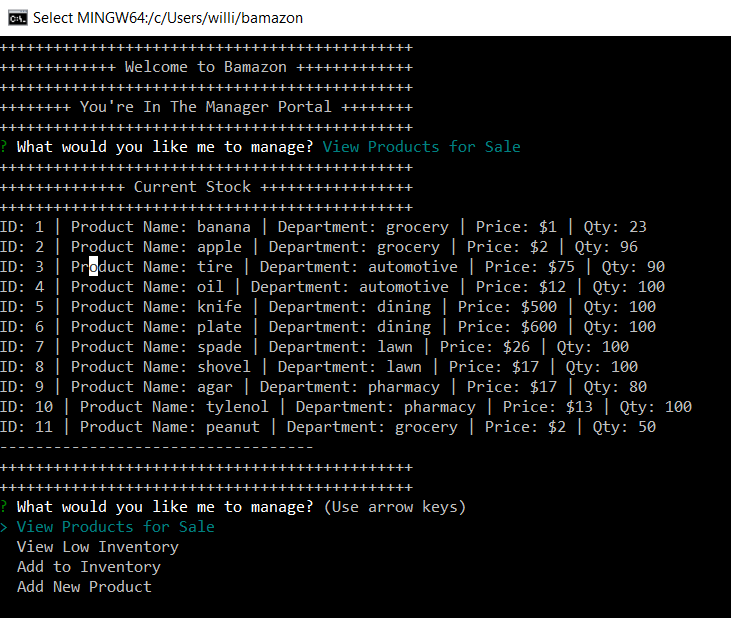 Select MINGW64:/c/Users/willi/bamazon
++++++++++++++++++++++++++++++++++++++++++++++
+++++++++++++ Welcome to Bamazon +++++++++++++
++++++++++++++++++++++++++++++++++++++++++++++
++++++++ You're In The Manager Portal ++++++++
++++++++++++++++++++++++++++++++++++++++++++++
? What would you like me to manage? View Products for Sale
++++++++++++++++++++++++++++++++++++++++++++++
++++++++++++++ Current Stock +++++++++++++++++
++++++++++++++++++++++++++++++++++++++++++++++
ID: 1 | Product Name: banana | Department: grocery | Price: $1 | Qty: 23
ID: 2 | Product Name: apple | Department: grocery | Price: $2 | Qty: 96
ID: 3 | Product Name: tire | Department: automotive | Price: $75 | Qty: 90
ID: 4 | Product Name: oil | Department: automotive | Price: $12 | Qty: 100
ID: 5 | Product Name: knife | Department: dining | Price: $500 | Qty: 100
ID: 6 | Product Name: plate | Department: dining | Price: $600 | Qty: 100
ID: 7 | Product Name: spade | Department: lawn | Price: $26 | Qty: 100
ID: 8 | Product Name: shovel | Department: lawn | Price: $17 | Qty: 100
ID: 9 | Product Name: agar | Department: pharmacy | Price: $17 | Qty: 80
ID: 10 | Product Name: tylenol | Department: pharmacy | Price: $13 | Qty: 100
ID: 11 | Product Name: peanut | Department: grocery | Price: $2 | Qty: 50
-----------------------------------
++++++++++++++++++++++++++++++++++++++++++++++
++++++++++++++++++++++++++++++++++++++++++++++
? What would you like me to manage? (Use arrow keys)
> View Products for Sale
View Low Inventory
Add to Inventory
Add New Product